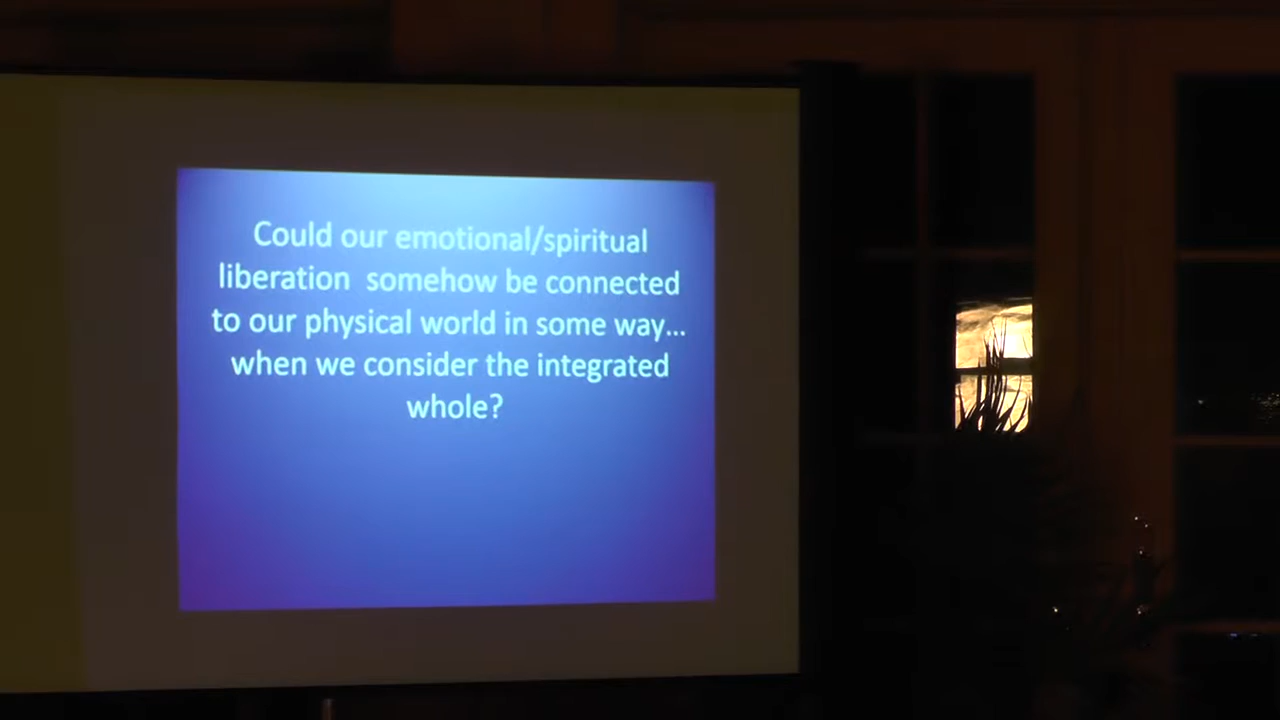 Could our emotional/spiritual
liberation  somehow be connected
to our physical world in some way...
when we consider the integrated
whole?